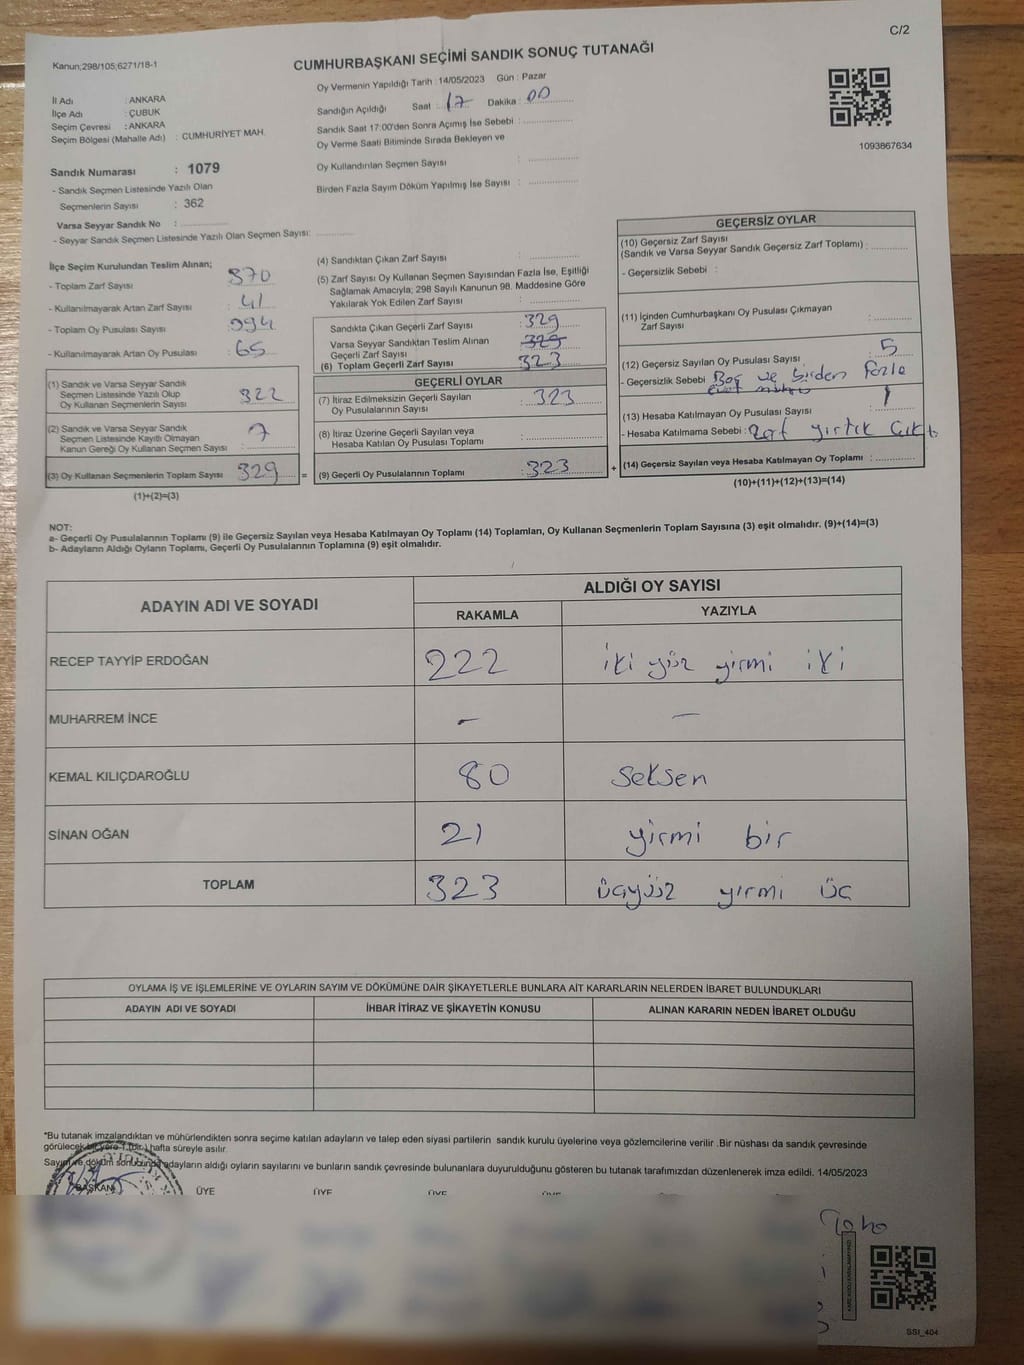 C/2
Kanun;298/105;6271/18-1
CUMHURBAŞKANI SEÇİMİ SANDIK SONUÇ TUTANAĞI
İl Adı : ANKARA
İlçe Adı : ÇUBUK
Seçim Çevresi : ANKARA
Seçim Bölgesi (Mahalle Adı) : CUMHURİYET MAH.
Oy Vermenin Yapıldığı Tarih : 14/05/2023 Gün : Pazar
Sandığın Açıldığı Saat : 17 Dakika : 00
Sandık Saat 17:00'den Sonra Açımış İse Sebebi :
Oy Verme Saati Bitiminde Sırada Bekleyen ve
Oy Kullandırılan Seçmen Sayısı :
Birden Fazla Sayım Döküm Yapılmış İse Sayısı :
1093867634
Sandık Numarası : 1079
- Sandık Seçmen Listesinde Yazılı Olan
Seçmenlerin Sayısı : 362
Varsa Seyyar Sandık No :
- Seyyar Sandık Seçmen Listesinde Yazılı Olan Seçmen Sayısı:
İlçe Seçim Kurulundan Teslim Alınan;
- Toplam Zarf Sayısı : 370
- Kullanılmayarak Artan Zarf Sayısı : 41
- Toplam Oy Pusulası Sayısı : 394
- Kullanılmayarak Artan Oy Pusulası : 65
(1) Sandık ve Varsa Seyyar Sandık
Seçmen Listesinde Yazılı Olup
Oy Kullanan Seçmenlerin Sayısı : 322
(2) Sandık ve Varsa Seyyar Sandık
Seçmen Listesinde Kayıtlı Olmayan
Kanun Gereği Oy Kullanan Seçmen Sayısı : 7
(3) Oy Kullanan Seçmenlerin Toplam Sayısı : 329 =
(1)+(2)=(3)
(4) Sandıktan Çıkan Zarf Sayısı :
(5) Zarf Sayısı Oy Kullanan Seçmen Sayısından Fazla İse, Eşitliği
Sağlamak Amacıyla; 298 Sayılı Kanunun 98. Maddesine Göre
Yakılarak Yok Edilen Zarf Sayısı :
Sandıkta Çıkan Geçerli Zarf Sayısı : 329
Varsa Seyyar Sandıktan Teslim Alınan
Geçerli Zarf Sayısı : 329
(6) Toplam Geçerli Zarf Sayısı : 323
GEÇERLİ OYLAR
(7) İtiraz Edilmeksizin Geçerli Sayılan
Oy Pusulalarının Sayısı : 323
(8) İtiraz Üzerine Geçerli Sayılan veya
Hesaba Katılan Oy Pusulası Toplamı :
(9) Geçerli Oy Pusulalarının Toplamı : 323 +
GEÇERSİZ OYLAR
(10) Geçersiz Zarf Sayısı
(Sandık ve Varsa Seyyar Sandık Geçersiz Zarf Toplamı) :
- Geçersizlik Sebebi :
(11) İçinden Cumhurbaşkanı Oy Pusulası Çıkmayan
Zarf Sayısı :
(12) Geçersiz Sayılan Oy Pusulası Sayısı : 5
- Geçersizlik Sebebi Boş ve birden fazla
(13) Hesaba Katılmayan Oy Pusulası Sayısı : 1
- Hesaba Katılmama Sebebi : Zarf yırtık çıktı
(14) Geçersiz Sayılan veya Hesaba Katılmayan Oy Toplamı :
(10)+(11)+(12)+(13)=(14)
NOT:
a- Geçerli Oy Pusulalarının Toplamı (9) ile Geçersiz Sayılan veya Hesaba Katılmayan Oy Toplamı (14) Toplamları, Oy Kullanan Seçmenlerin Toplam Sayısına (3) eşit olmalıdır. (9)+(14)=(3)
b- Adayların Aldığı Oyların Toplamı, Geçerli Oy Pusulalarının Toplamına (9) eşit olmalıdır.
ADAYIN ADI VE SOYADI ALDIĞI OY SAYISI
RAKAMLA YAZIYLA
RECEP TAYYİP ERDOĞAN 222 iki yüz yirmi iki
MUHARREM İNCE - -
KEMAL KILIÇDAROĞLU 80 Seksen
SİNAN OĞAN 21 yirmi bir
TOPLAM 323 üçyüz yirmi üç
OYLAMA İŞ VE İŞLEMLERİNE VE OYLARIN SAYIM VE DÖKÜMÜNE DAİR ŞİKAYETLERLE BUNLARA AİT KARARLARIN NELERDEN İBARET BULUNDUKLARI
ADAYIN ADI VE SOYADI İHBAR İTİRAZ VE ŞİKAYETİN KONUSU ALINAN KARARIN NEDEN İBARET OLDUĞU
*Bu tutanak imzalandıktan ve mühürlendikten sonra seçime katılan adayların ve talep eden siyasi partilerin sandık kurulu üyelerine veya gözlemcilerine verilir .Bir nüshası da sandık çevresinde
görülecek bir yere 1 (bir ) hafta süreyle asılır.
Sayım ve döküm sonucunda adayların aldığı oyların sayılarını ve bunların sandık çevresinde bulunanlara duyurulduğunu gösteren bu tutanak tarafımızdan düzenlenerek imza edildi. 14/05/2023
BAŞKAN ÜYE ÜYE ÜYE ÜYE
SSI_404